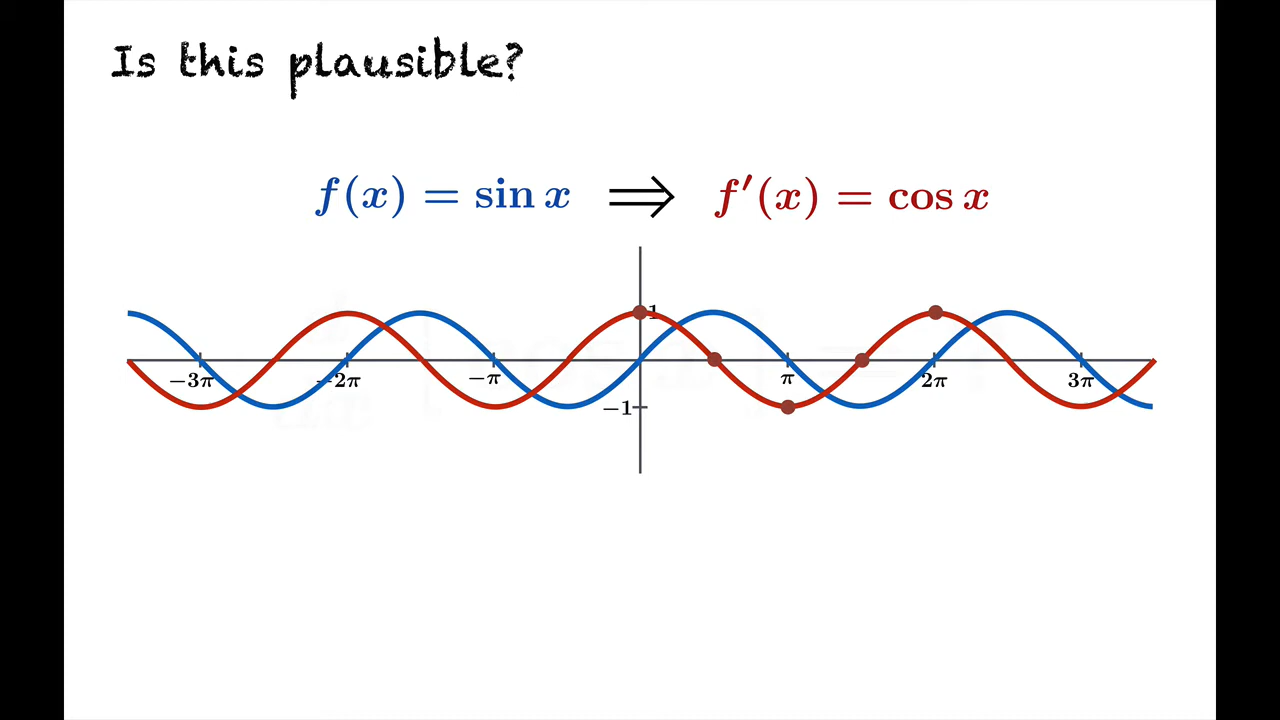 Is this plausible?
f(x) = sin x ⟹ f′(x) = cos x
1
−3π −2π −π π 2π 3π
−1